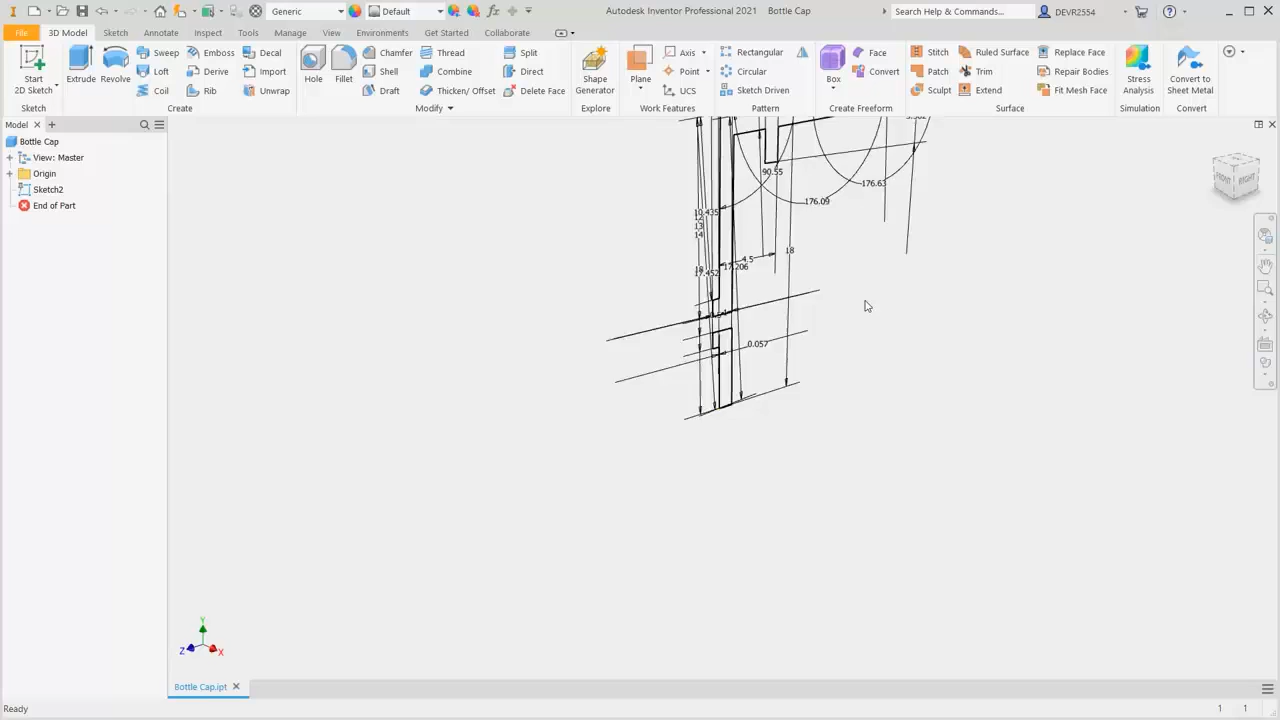 Generic
Default
Autodesk Inventor Professional 2021 Bottle Cap
Search Help & Commands...
DEVR2554
File
3D Model
Sketch
Annotate
Inspect
Tools
Manage
View
Environments
Get Started
Collaborate
Start
2D Sketch
Sketch
Extrude
Revolve
Sweep
Loft
Coil
Emboss
Derive
Rib
Decal
Import
Unwrap
Create
Hole
Fillet
Chamfer
Shell
Draft
Thread
Combine
Thicken/ Offset
Split
Direct
Delete Face
Modify
Shape
Generator
Explore
Plane
Axis
Point
UCS
Work Features
Rectangular
Circular
Sketch Driven
Pattern
Box
Face
Convert
Create Freeform
Stitch
Patch
Sculpt
Ruled Surface
Trim
Extend
Replace Face
Repair Bodies
Fit Mesh Face
Surface
Stress
Analysis
Simulation
Convert to
Sheet Metal
Convert
Model
Bottle Cap
View: Master
Origin
Sketch2
End of Part
90.55
176.63
176.09
10.435
13
14
18
4.5
17.206
17.452
0.057
FRONT
RIGHT
Y
Z
X
Bottle Cap.ipt
Ready
1
1